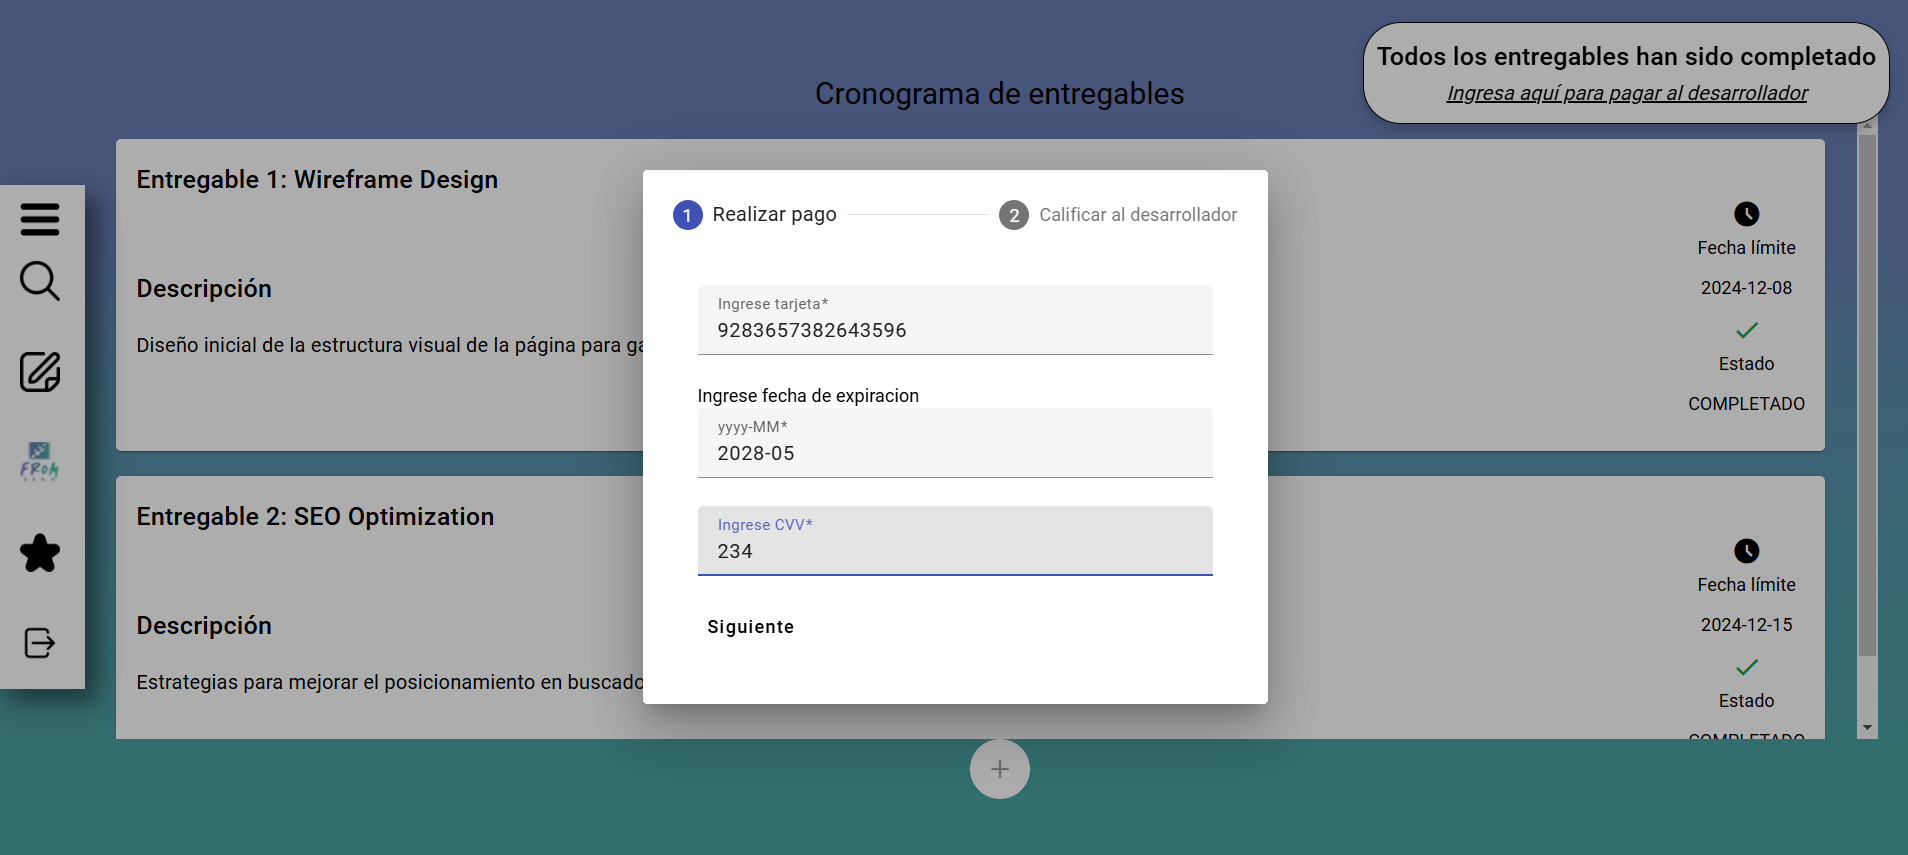 Todos los entregables han sido completado
Ingresa aquí para pagar al desarrollador
Cronograma de entregables
Entregable 1: Wireframe Design
Fecha límite
2024-12-08
Descripción
Diseño inicial de la estructura visual de la página para ga
Estado
COMPLETADO
1 Realizar pago
2 Calificar al desarrollador
Ingrese tarjeta*
9283657382643596
Ingrese fecha de expiracion
yyyy-MM*
2028-05
Ingrese CVV*
234
Siguiente
FROM
Entregable 2: SEO Optimization
Fecha límite
2024-12-15
Descripción
Estrategias para mejorar el posicionamiento en buscado
Estado
COMPLETADO
+